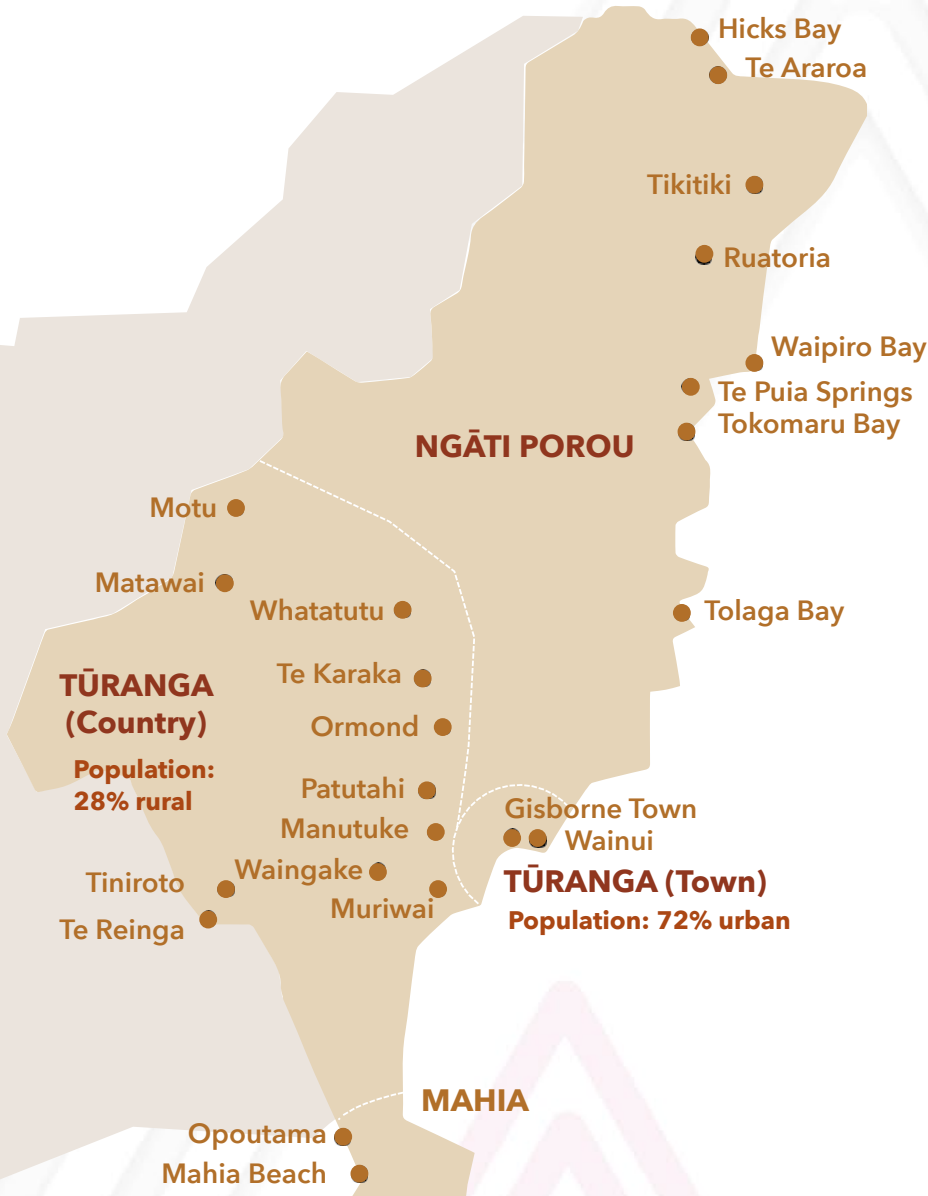 Hicks Bay
Te Araroa
Tikitiki
Ruatoria
Waipiro Bay
Te Puia Springs
Tokomaru Bay
NGĀTI POROU
Motu
Matawai
Whatatutu
Tolaga Bay
Te Karaka
TŪRANGA
(Country)
Ormond
Population:
28% rural
Patutahi
Gisborne Town
Manutuke
Wainui
Waingake
Tiniroto
TŪRANGA (Town)
Muriwai
Population: 72% urban
Te Reinga
MAHIA
Opoutama
Mahia Beach